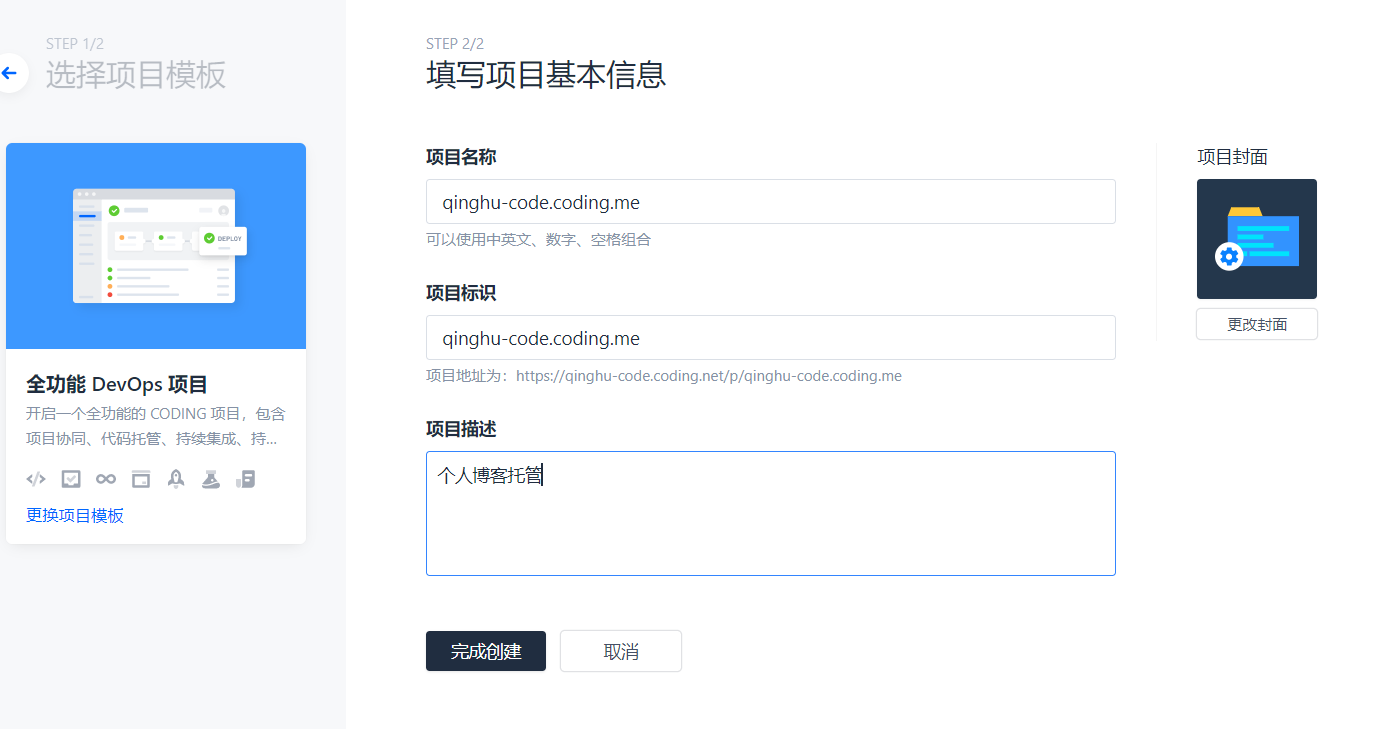 STEP 1/2
选择项目模板
DEPLOY
全功能 DevOps 项目
开启一个全功能的 CODING 项目，包含
项目协同、代码托管、持续集成、持...
更换项目模板
STEP 2/2
填写项目基本信息
项目名称
qinghu-code.coding.me
可以使用中英文、数字、空格组合
项目标识
qinghu-code.coding.me
项目地址为：https://qinghu-code.coding.net/p/qinghu-code.coding.me
项目描述
个人博客托管
完成创建
取消
项目封面
更改封面